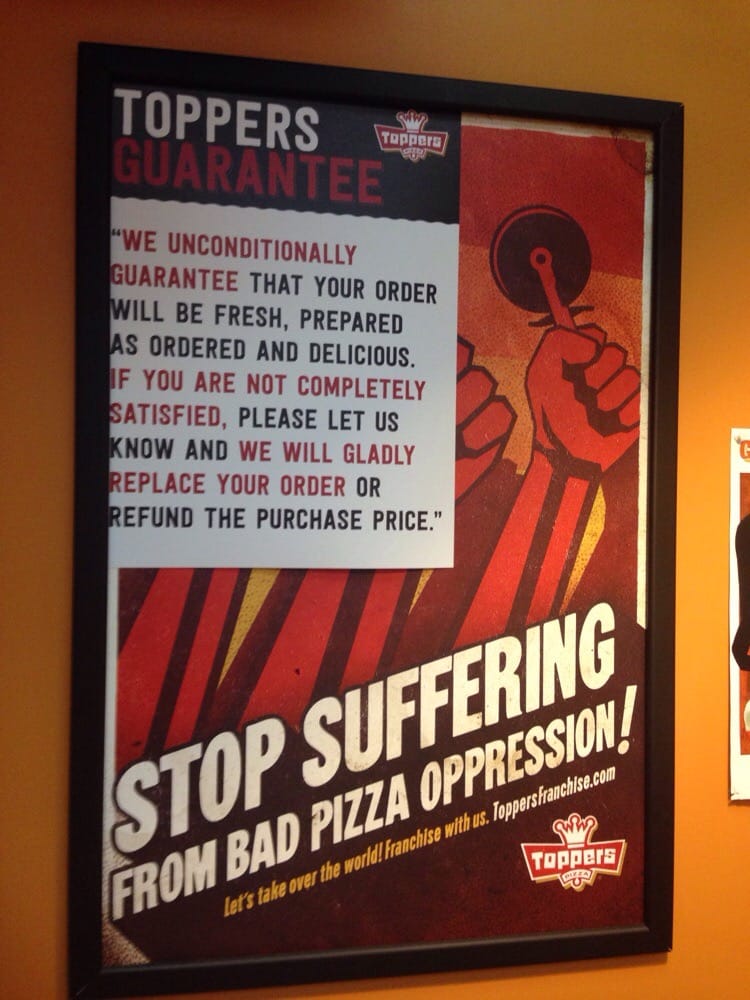 TOPPERS
GUARANTEE
Toppers
PIZZA
"WE UNCONDITIONALLY
GUARANTEE THAT YOUR ORDER
WILL BE FRESH, PREPARED
AS ORDERED AND DELICIOUS.
IF YOU ARE NOT COMPLETELY
SATISFIED, PLEASE LET US
KNOW AND WE WILL GLADLY
REPLACE YOUR ORDER OR
REFUND THE PURCHASE PRICE."
STOP SUFFERING
FROM BAD PIZZA OPPRESSION!
Let's take over the world! Franchise with us. ToppersFranchise.com
Toppers
PIZZA